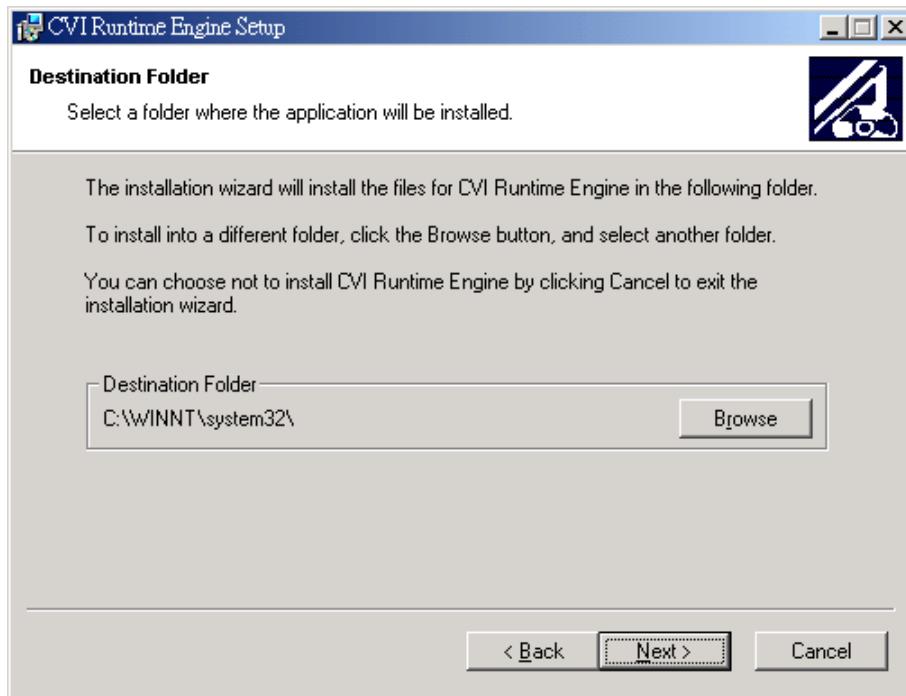 CVI Runtime Engine Setup
Destination Folder
Select a folder where the application will be installed.
The installation wizard will install the files for CVI Runtime Engine in the following folder.
To install into a different folder, click the Browse button, and select another folder.
You can choose not to install CVI Runtime Engine by clicking Cancel to exit the
installation wizard.
Destination Folder
C:\WINNT\system32\
Browse
< Back
Next >
Cancel